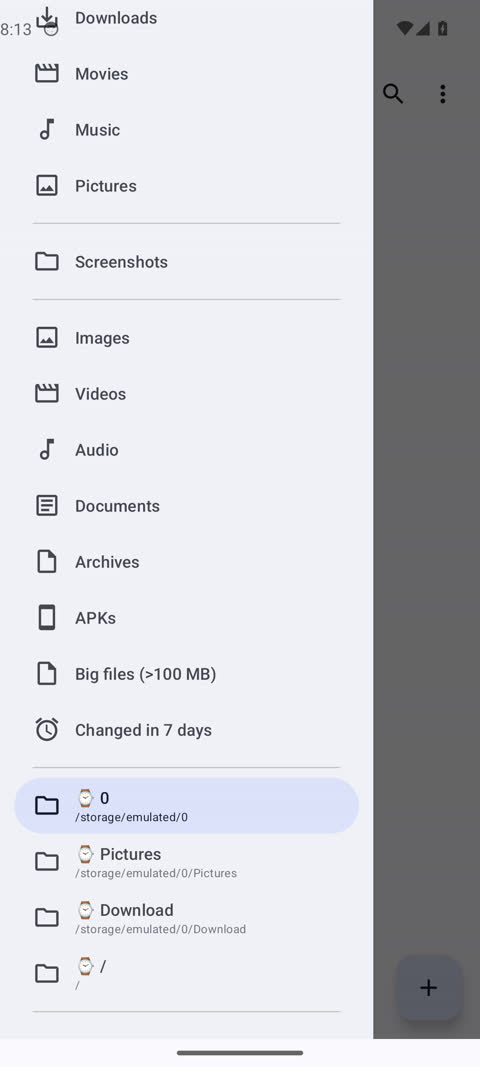 8:13
Downloads
Movies
Music
Pictures
Screenshots
Images
Videos
Audio
Documents
Archives
APKs
Big files (>100 MB)
Changed in 7 days
⌚ 0
/storage/emulated/0
⌚ Pictures
/storage/emulated/0/Pictures
⌚ Download
/storage/emulated/0/Download
⌚ /
/